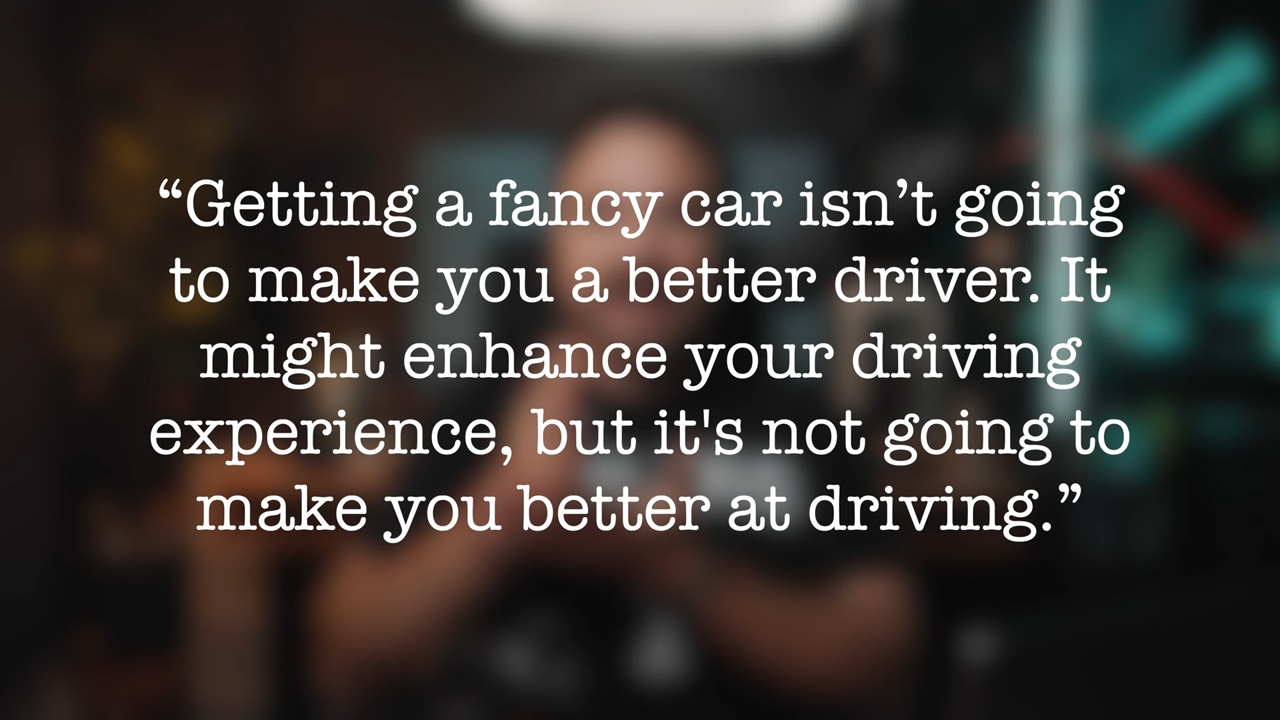 “Getting a fancy car isn’t going
to make you a better driver. It
might enhance your driving
experience, but it's not going to
make you better at driving.”